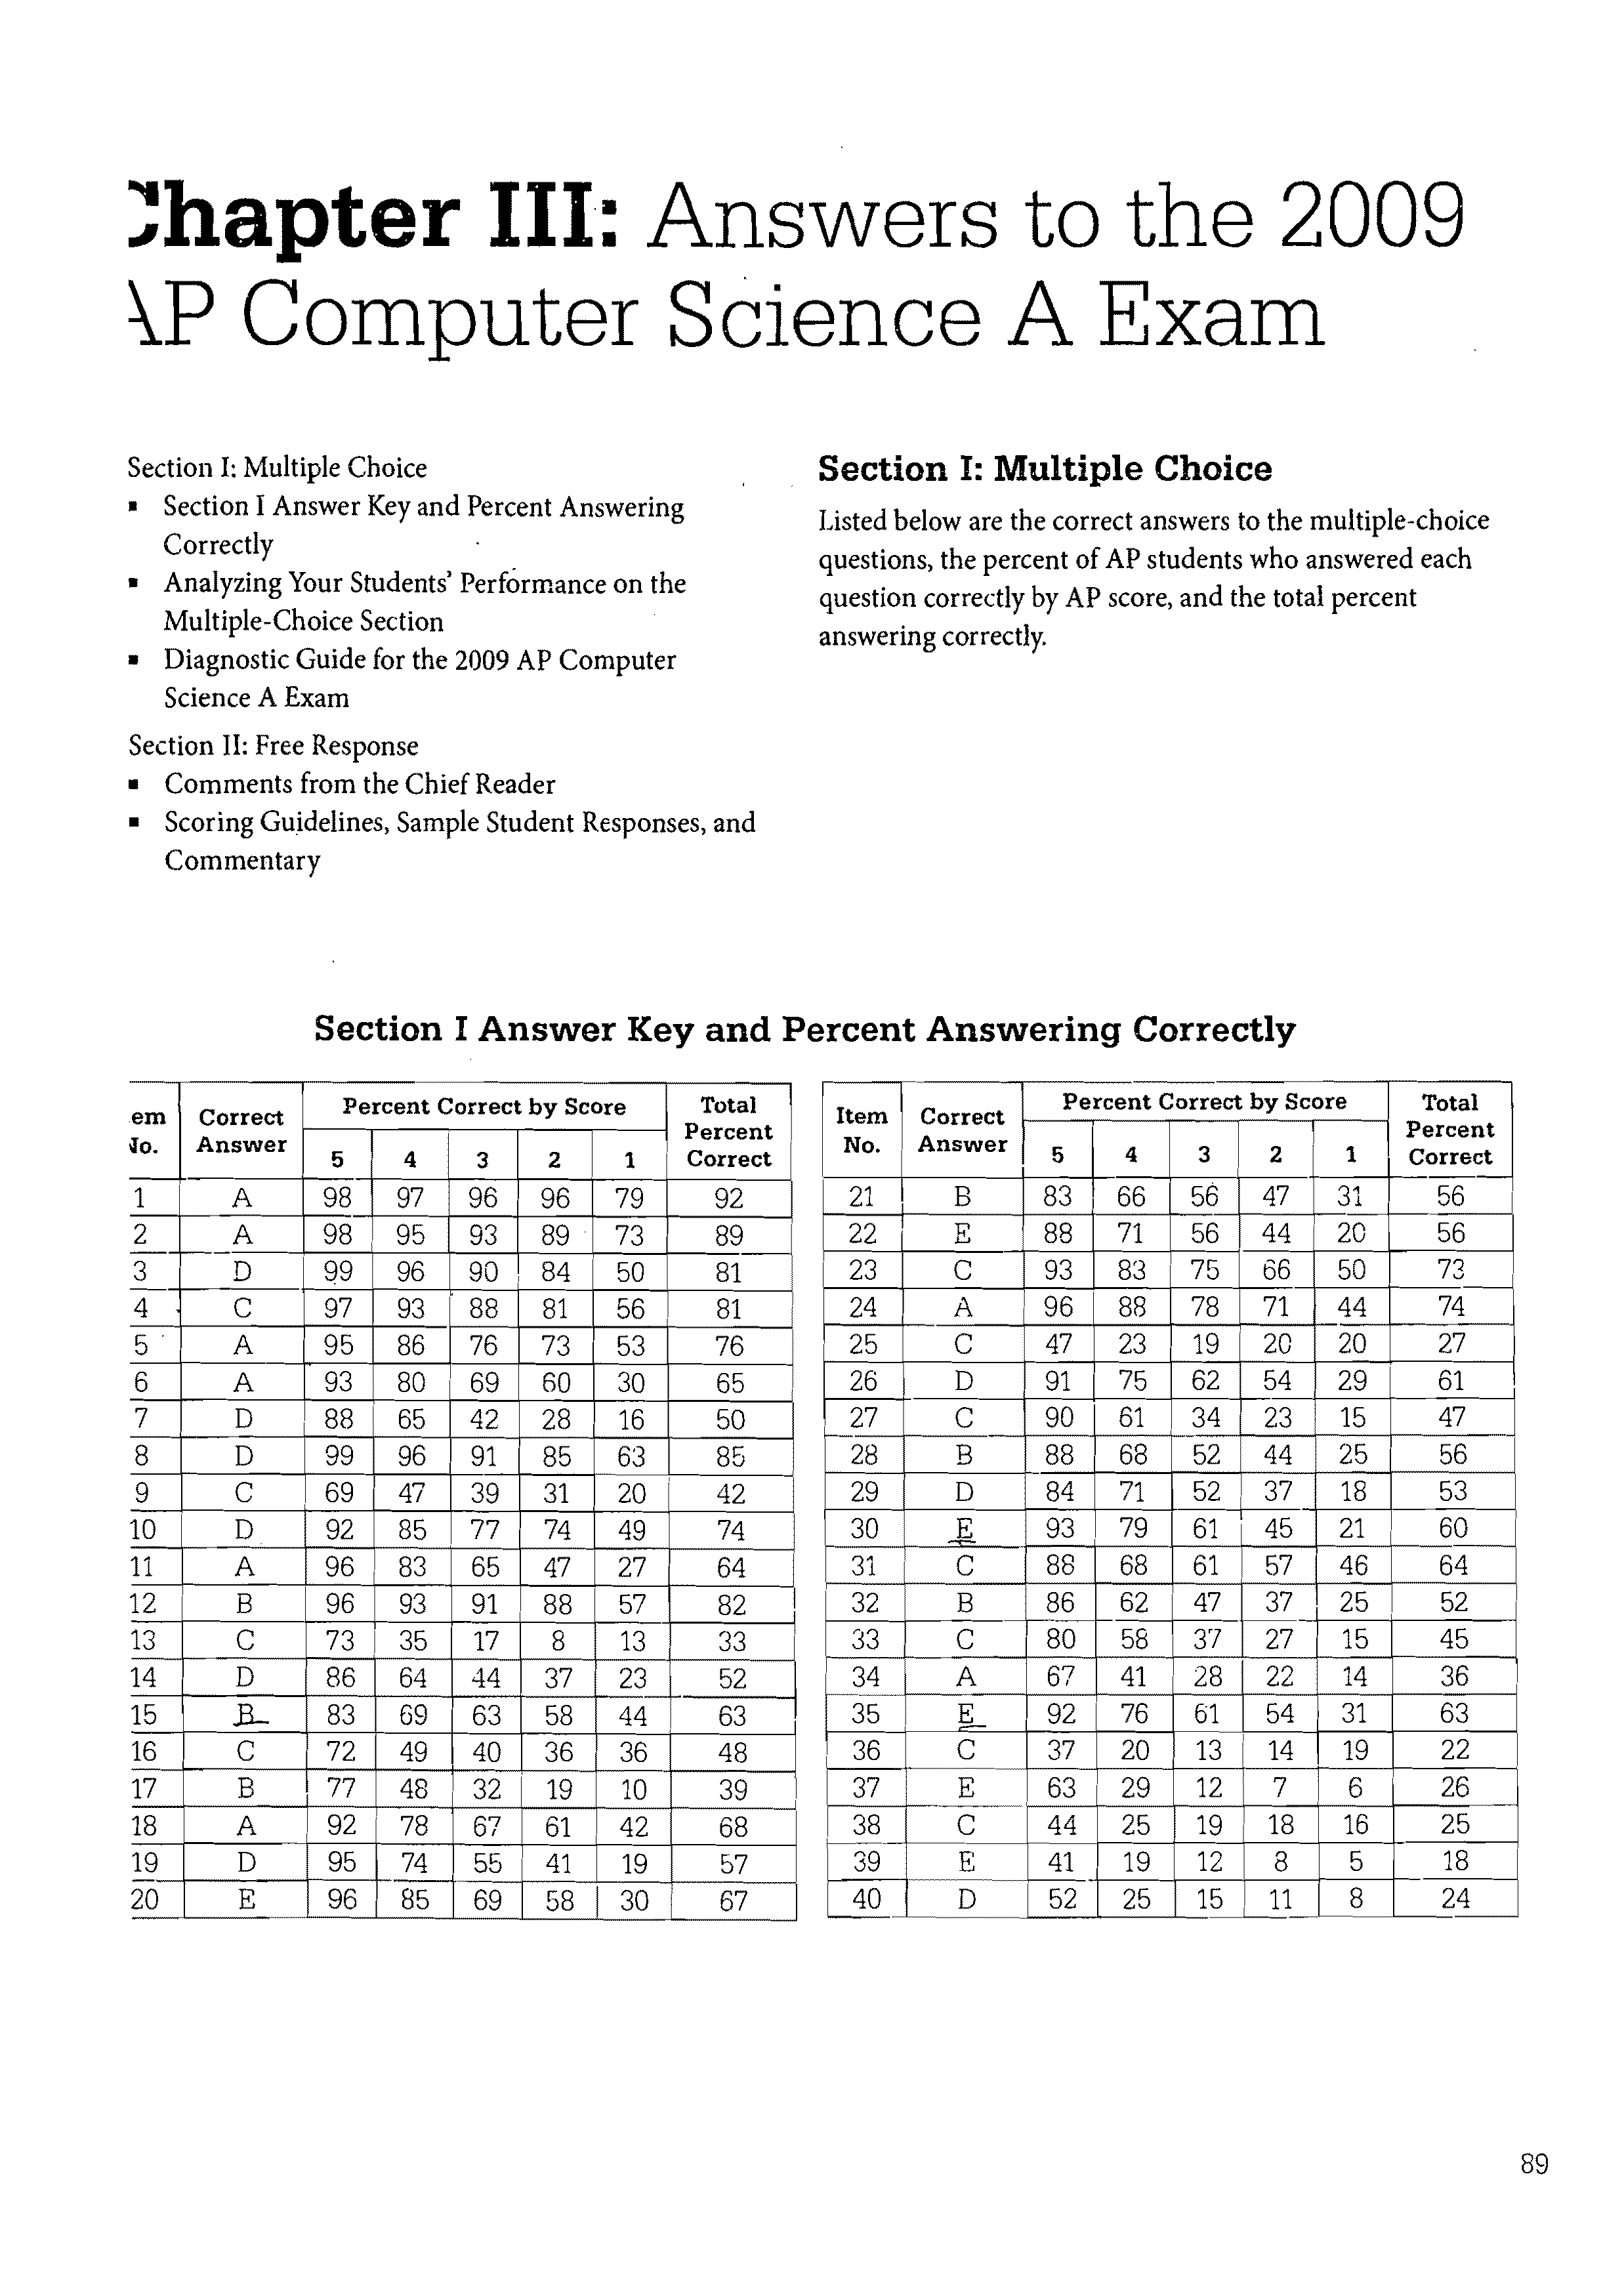 Chapter III: Answers to the 2009
AP Computer Science A Exam
Section I: Multiple Choice
▪ Section I Answer Key and Percent Answering
Correctly
▪ Analyzing Your Students' Performance on the
Multiple-Choice Section
▪ Diagnostic Guide for the 2009 AP Computer
Science A Exam
Section II: Free Response
▪ Comments from the Chief Reader
▪ Scoring Guidelines, Sample Student Responses, and
Commentary
Section I: Multiple Choice
Listed below are the correct answers to the multiple-choice
questions, the percent of AP students who answered each
question correctly by AP score, and the total percent
answering correctly.
Section I Answer Key and Percent Answering Correctly
em No. Correct Answer Percent Correct by Score Total Percent Correct
5 4 3 2 1
1 A 98 97 96 96 79 92
2 A 98 95 93 89 73 89
3 D 99 96 90 84 50 81
4 C 97 93 88 81 56 81
5 A 95 86 76 73 53 76
6 A 93 80 69 60 30 65
7 D 88 65 42 28 16 50
8 D 99 96 91 85 63 85
9 C 69 47 39 31 20 42
10 D 92 85 77 74 49 74
11 A 96 83 65 47 27 64
12 B 96 93 91 88 57 82
13 C 73 35 17 8 13 33
14 D 86 64 44 37 23 52
15 B 83 69 63 58 44 63
16 C 72 49 40 36 36 48
17 B 77 48 32 19 10 39
18 A 92 78 67 61 42 68
19 D 95 74 55 41 19 57
20 E 96 85 69 58 30 67
Item No. Correct Answer Percent Correct by Score Total Percent Correct
5 4 3 2 1
21 B 83 66 56 47 31 56
22 E 88 71 56 44 20 56
23 C 93 83 75 66 50 73
24 A 96 88 78 71 44 74
25 C 47 23 19 20 20 27
26 D 91 75 62 54 29 61
27 C 90 61 34 23 15 47
28 B 88 68 52 44 25 56
29 D 84 71 52 37 18 53
30 E 93 79 61 45 21 60
31 C 88 68 61 57 46 64
32 B 86 62 47 37 25 52
33 C 80 58 37 27 15 45
34 A 67 41 28 22 14 36
35 E 92 76 61 54 31 63
36 C 37 20 13 14 19 22
37 E 63 29 12 7 6 26
38 C 44 25 19 18 16 25
39 E 41 19 12 8 5 18
40 D 52 25 15 11 8 24
89